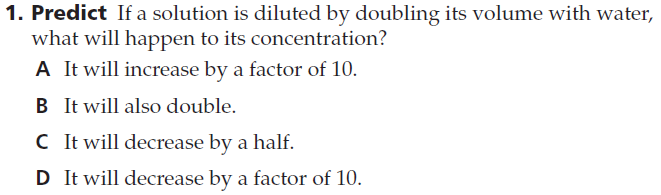 1. Predict If a solution is diluted by doubling its volume with water,
what will happen to its concentration?
A It will increase by a factor of 10.
B It will also double.
C It will decrease by a half.
D It will decrease by a factor of 10.